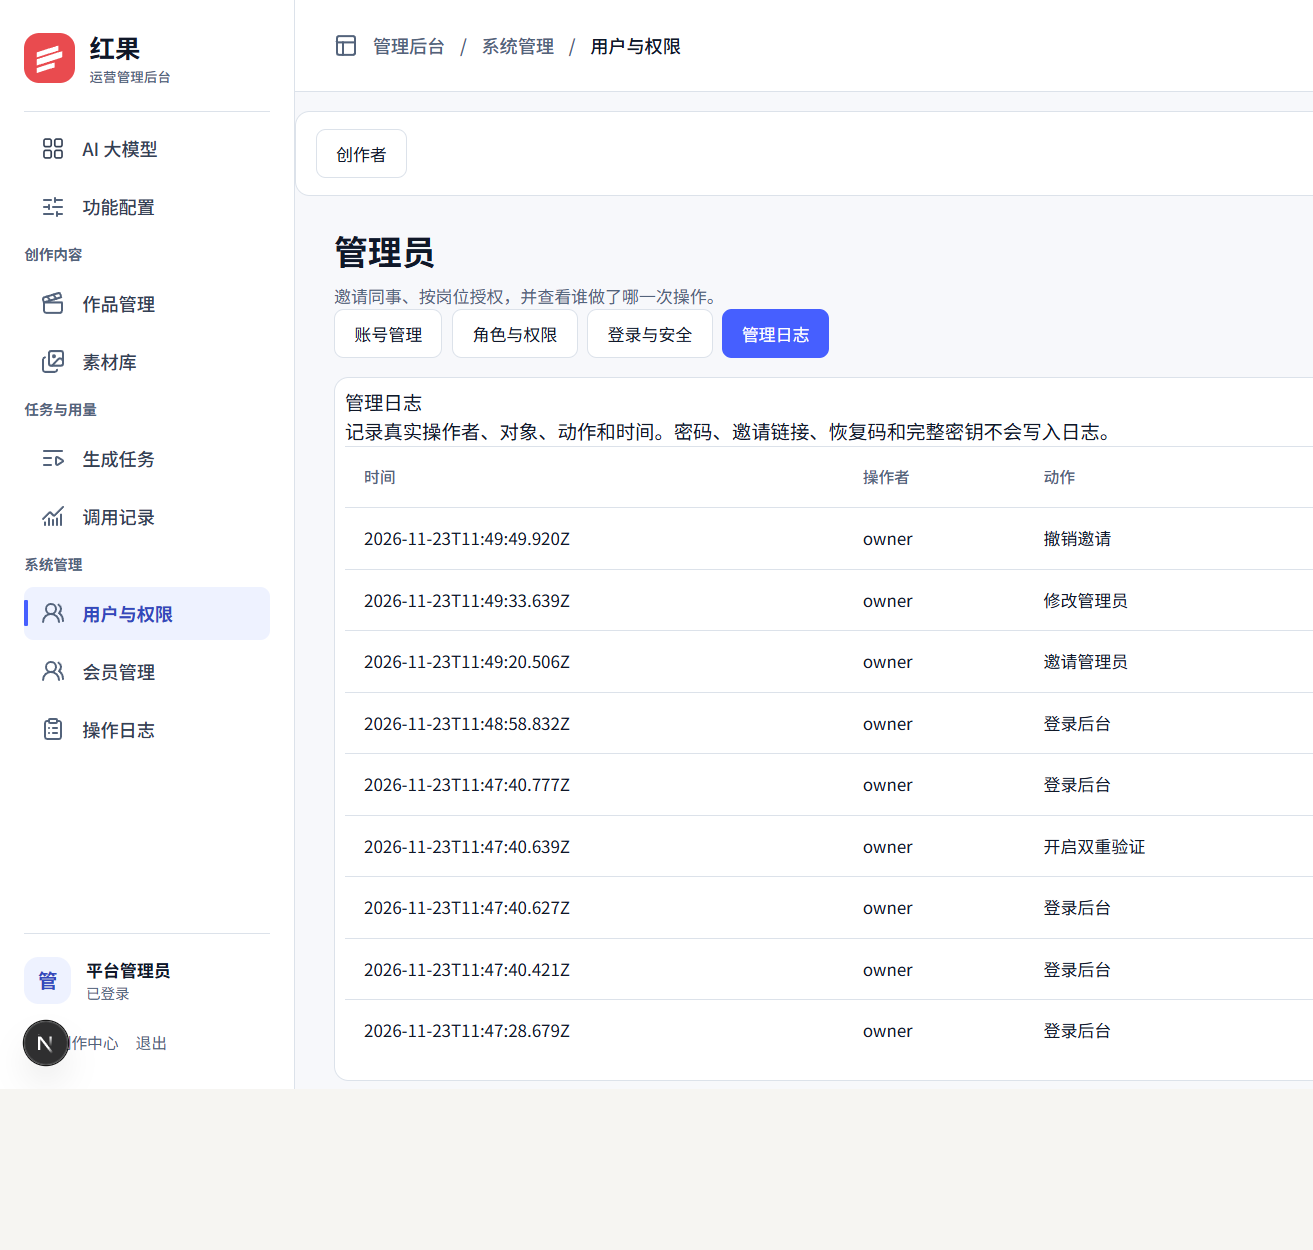 红果
运营管理后台
AI 大模型
功能配置
创作内容
作品管理
素材库
任务与用量
生成任务
调用记录
系统管理
用户与权限
会员管理
操作日志
管
平台管理员
已登录
N
作中心 退出
管理后台 / 系统管理 / 用户与权限
创作者
管理员
邀请同事、按岗位授权，并查看谁做了哪一次操作。
账号管理 角色与权限 登录与安全 管理日志
管理日志
记录真实操作者、对象、动作和时间。密码、邀请链接、恢复码和完整密钥不会写入日志。
时间 操作者 动作
2026-11-23T11:49:49.920Z owner 撤销邀请
2026-11-23T11:49:33.639Z owner 修改管理员
2026-11-23T11:49:20.506Z owner 邀请管理员
2026-11-23T11:48:58.832Z owner 登录后台
2026-11-23T11:47:40.777Z owner 登录后台
2026-11-23T11:47:40.639Z owner 开启双重验证
2026-11-23T11:47:40.627Z owner 登录后台
2026-11-23T11:47:40.421Z owner 登录后台
2026-11-23T11:47:28.679Z owner 登录后台